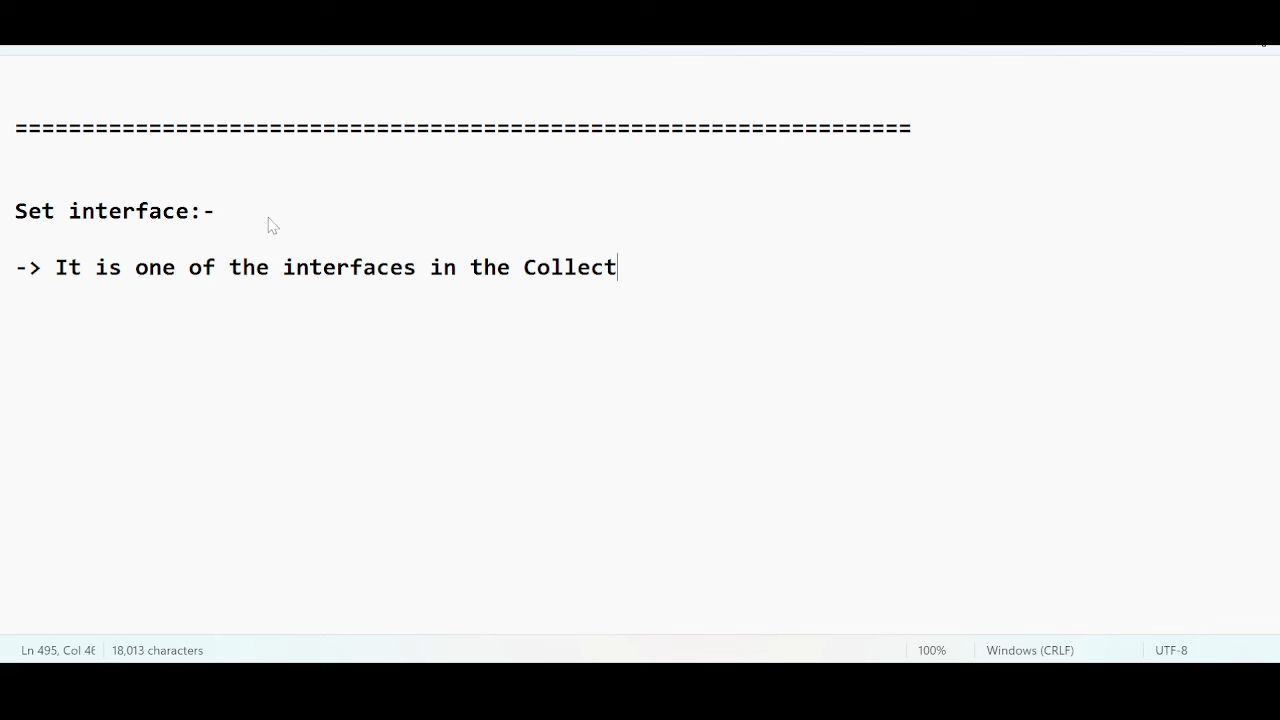 ===================================================================
Set interface:-
-> It is one of the interfaces in the Collect
Ln 495, Col 46
18,013 characters
100%
Windows (CRLF)
UTF-8